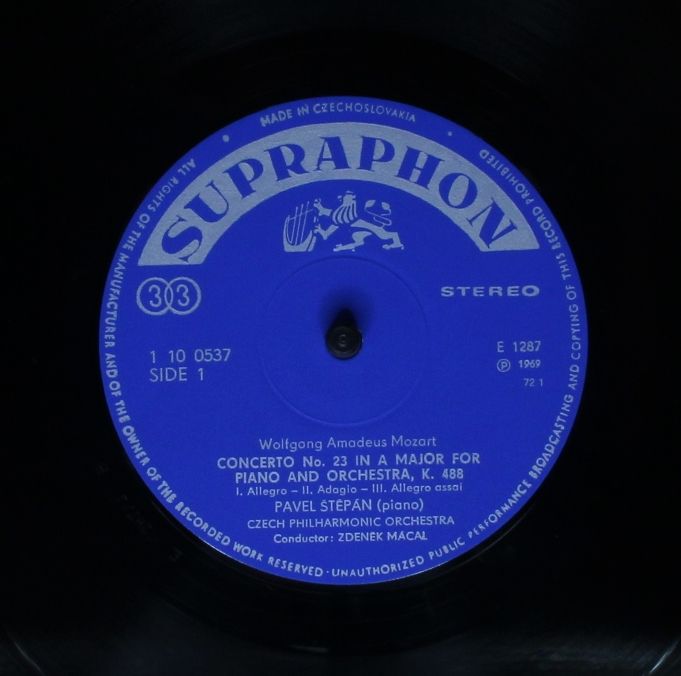 MADE IN CZECHOSLOVAKIA
SUPRAPHON
33
STEREO
1 10 0537
SIDE 1
E 1287
Ⓟ 1969
72 1
Wolfgang Amadeus Mozart
CONCERTO No. 23 IN A MAJOR FOR
PIANO AND ORCHESTRA, K. 488
I. Allegro – II. Adagio – III. Allegro assai
PAVEL ŠTĚPÁN (piano)
CZECH PHILHARMONIC ORCHESTRA
Conductor: ZDENĚK MÁCAL
ALL RIGHTS OF THE MANUFACTURER AND OF THE OWNER OF THE RECORDED WORK RESERVED · UNAUTHORIZED PUBLIC PERFORMANCE BROADCASTING AND COPYING OF THIS RECORD PROHIBITED